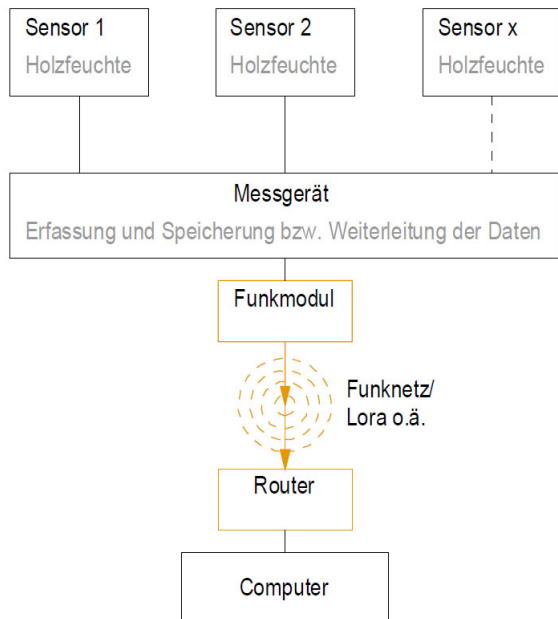 Sensor 1
Holzfeuchte
Sensor 2
Holzfeuchte
Sensor x
Holzfeuchte
Messgerät
Erfassung und Speicherung bzw. Weiterleitung der Daten
Funkmodul
Funknetz/
Lora o.ä.
Router
Computer